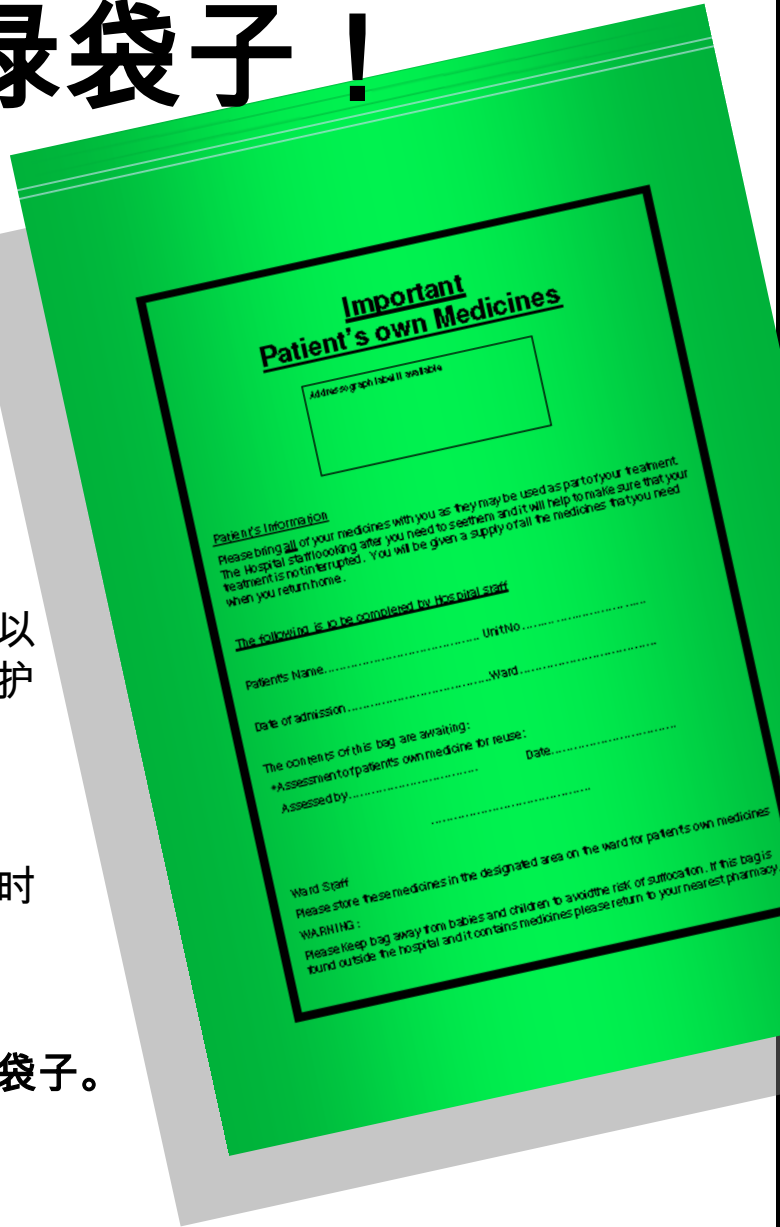 绿袋子！
Important
Patient's own Medicines
Addressograph label if available
Patient's Information
Please bring all of your medicines with you as they may be used as part of your treatment.
The Hospital staff loooking after you need to see them and it will help to make sure that your
treatment is not interrupted. You will be given a supply of all the medicines that you need
when you return home.
The following is to be completed by Hospital staff
Patient's Name........................................ Unit No.................................
Date of admission.....................................Ward....................................
The contents of this bag are awaiting:
*Assessment of patient's own medicine for reuse:
Assessed by.................................. Date.................................
..........................................
以
护
时
Ward Staff
Please store these medicines in the designated area on the ward for patient's own medicines
WARNING:
Please Keep bag away from babies and children to avoid the risk of suffocation. If this bag is
found outside the hospital and it contains medicines please return to your nearest pharmacy.
袋子。